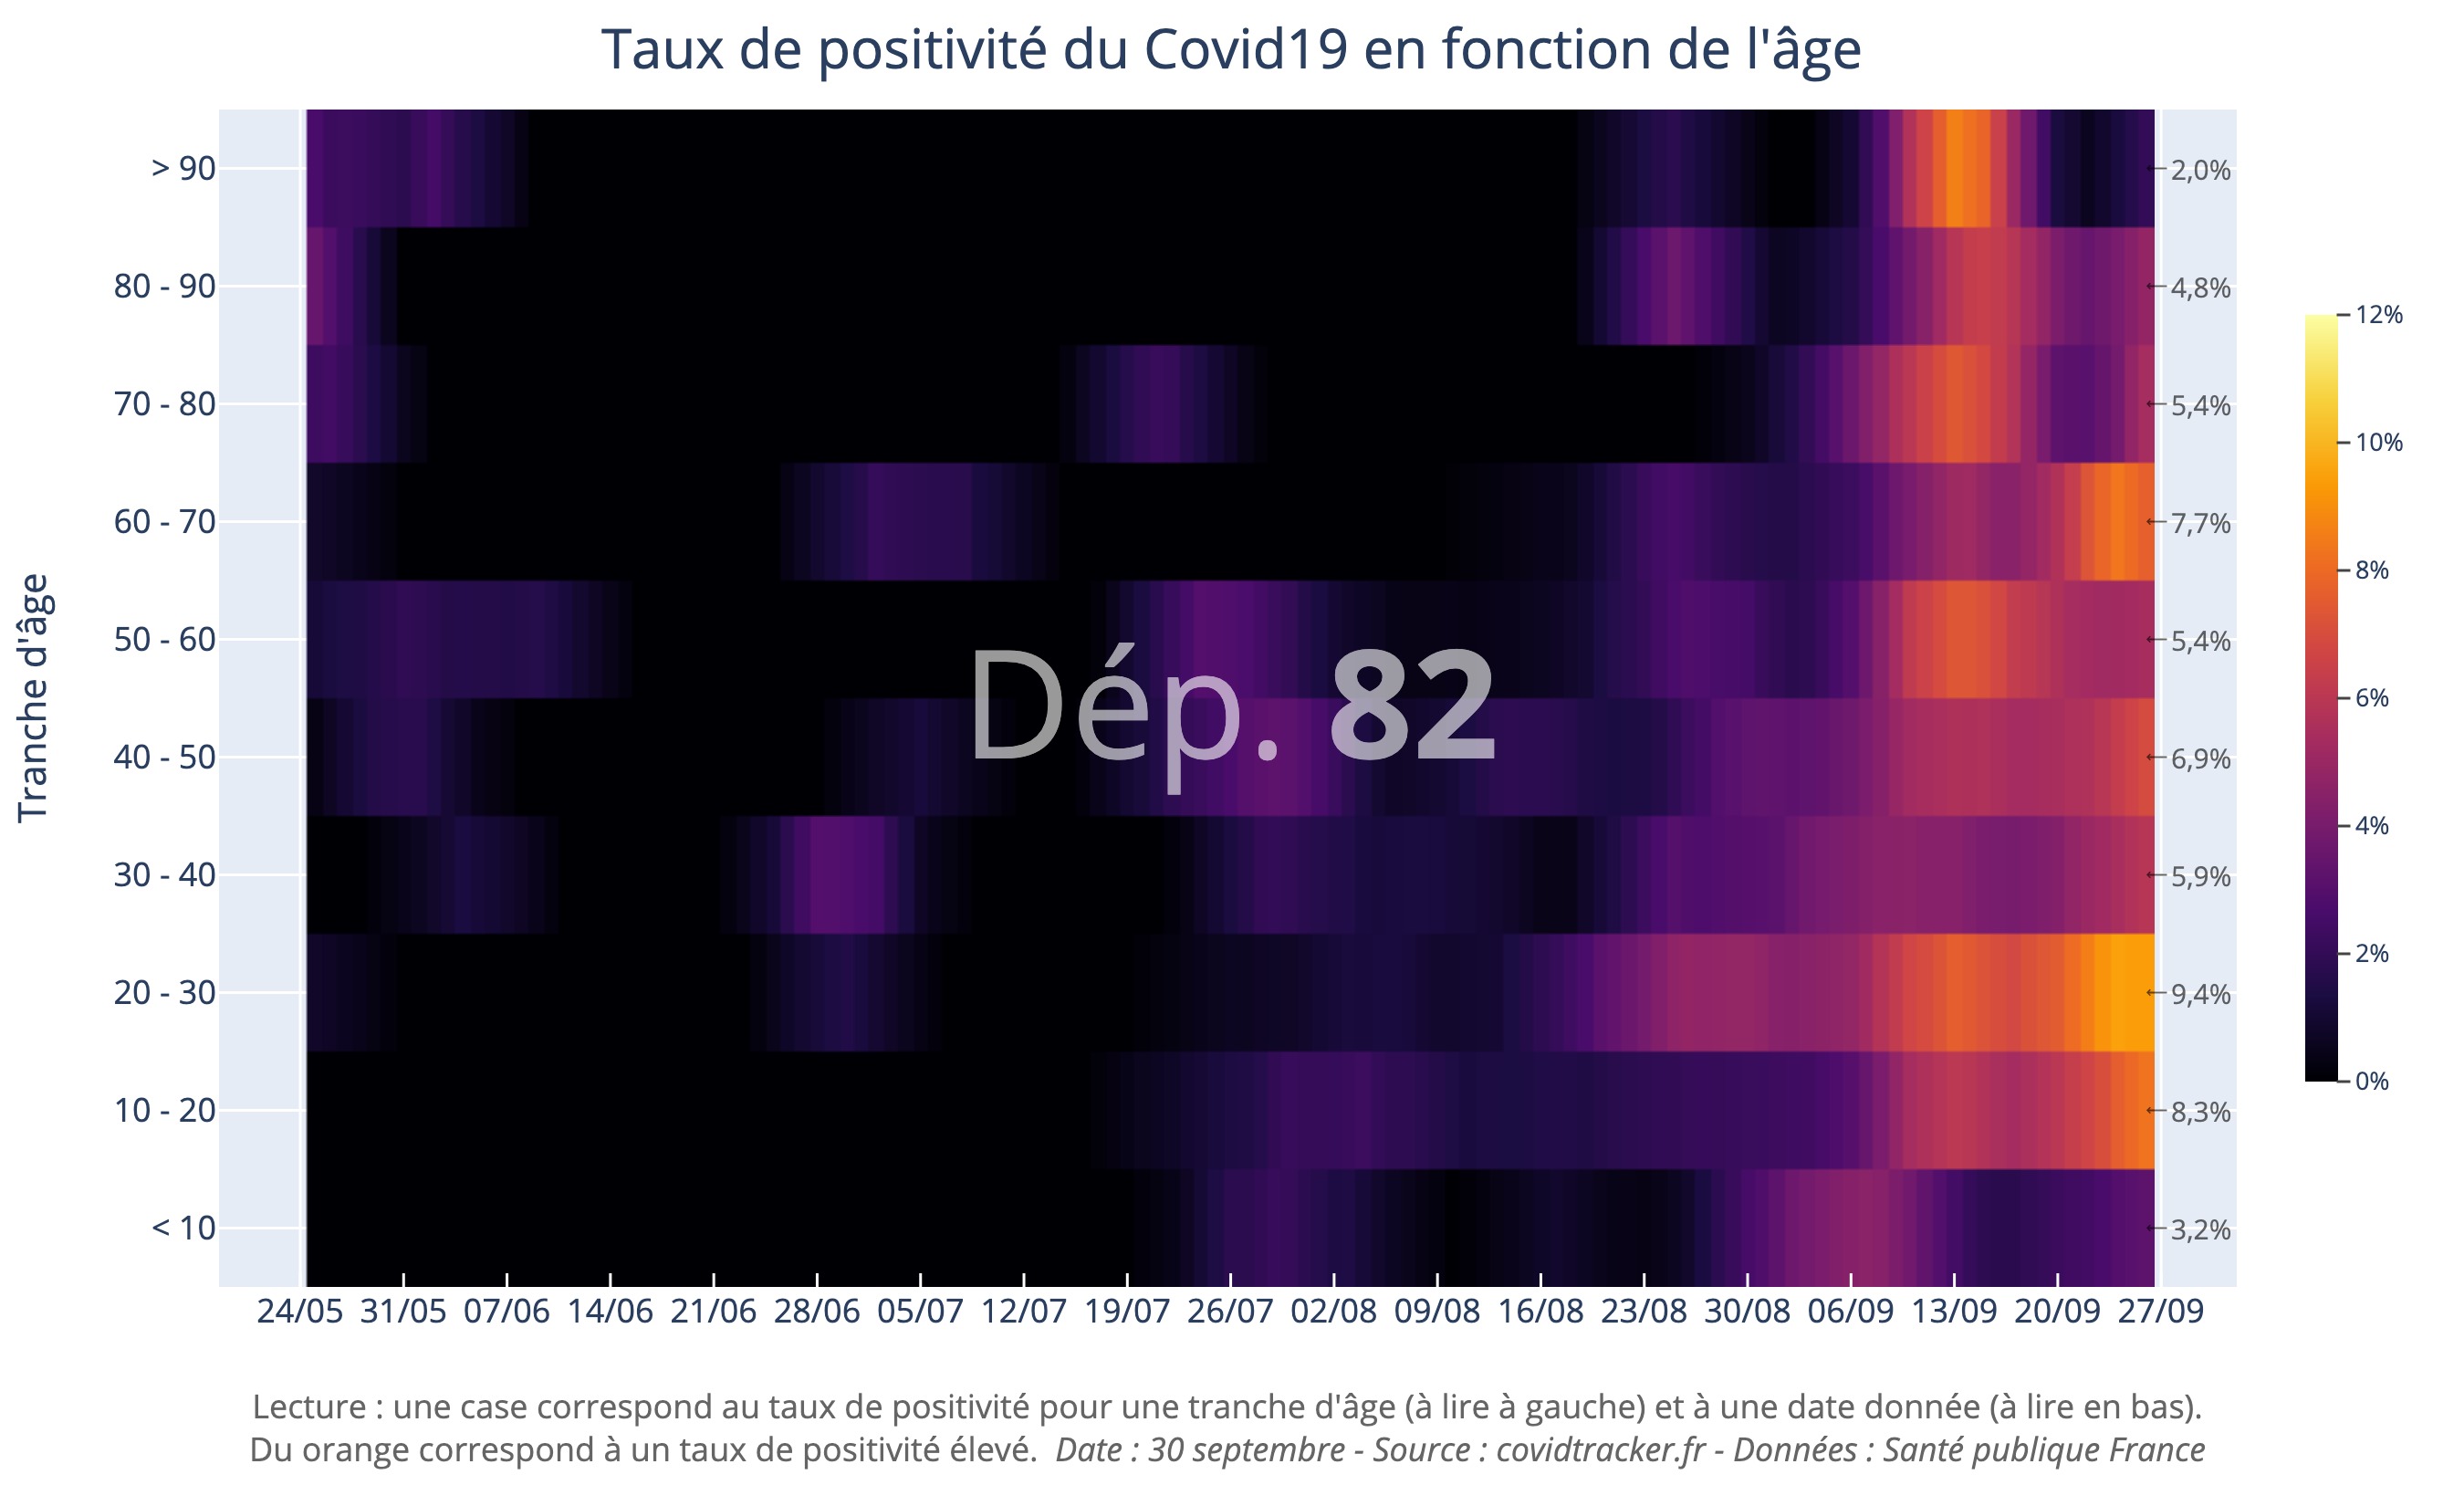 Taux de positivité du Covid19 en fonction de l'âge
Tranche d'âge
> 90
80 - 90
70 - 80
60 - 70
50 - 60
40 - 50
30 - 40
20 - 30
10 - 20
< 10
Dép. 82
2,0%
4,8%
5,4%
7,7%
5,4%
6,9%
5,9%
9,4%
8,3%
3,2%
12%
10%
8%
6%
4%
2%
0%
24/05 31/05 07/06 14/06 21/06 28/06 05/07 12/07 19/07 26/07 02/08 09/08 16/08 23/08 30/08 06/09 13/09 20/09 27/09
Lecture : une case correspond au taux de positivité pour une tranche d'âge (à lire à gauche) et à une date donnée (à lire en bas).
Du orange correspond à un taux de positivité élevé. Date : 30 septembre - Source : covidtracker.fr - Données : Santé publique France